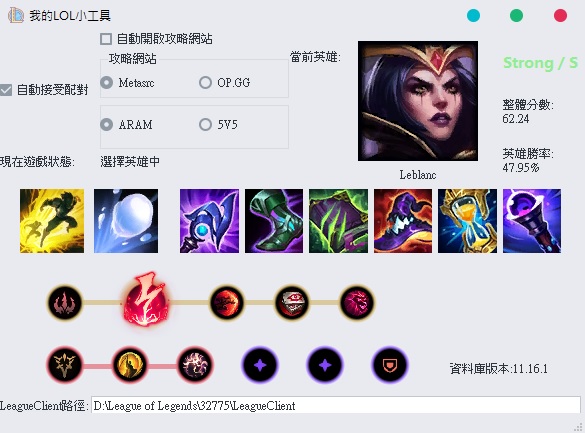 我的LOL小工具
自動開啟攻略網站
攻略網站
當前英雄:
Strong / S
自動接受配對
Metasrc
OP.GG
整體分數:
62.24
ARAM
5V5
英雄勝率:
47.95%
現在遊戲狀態:
選擇英雄中
Leblanc
資料庫版本:11.16.1
LeagueClient路徑:
D:\League of Legends\32775\LeagueClient